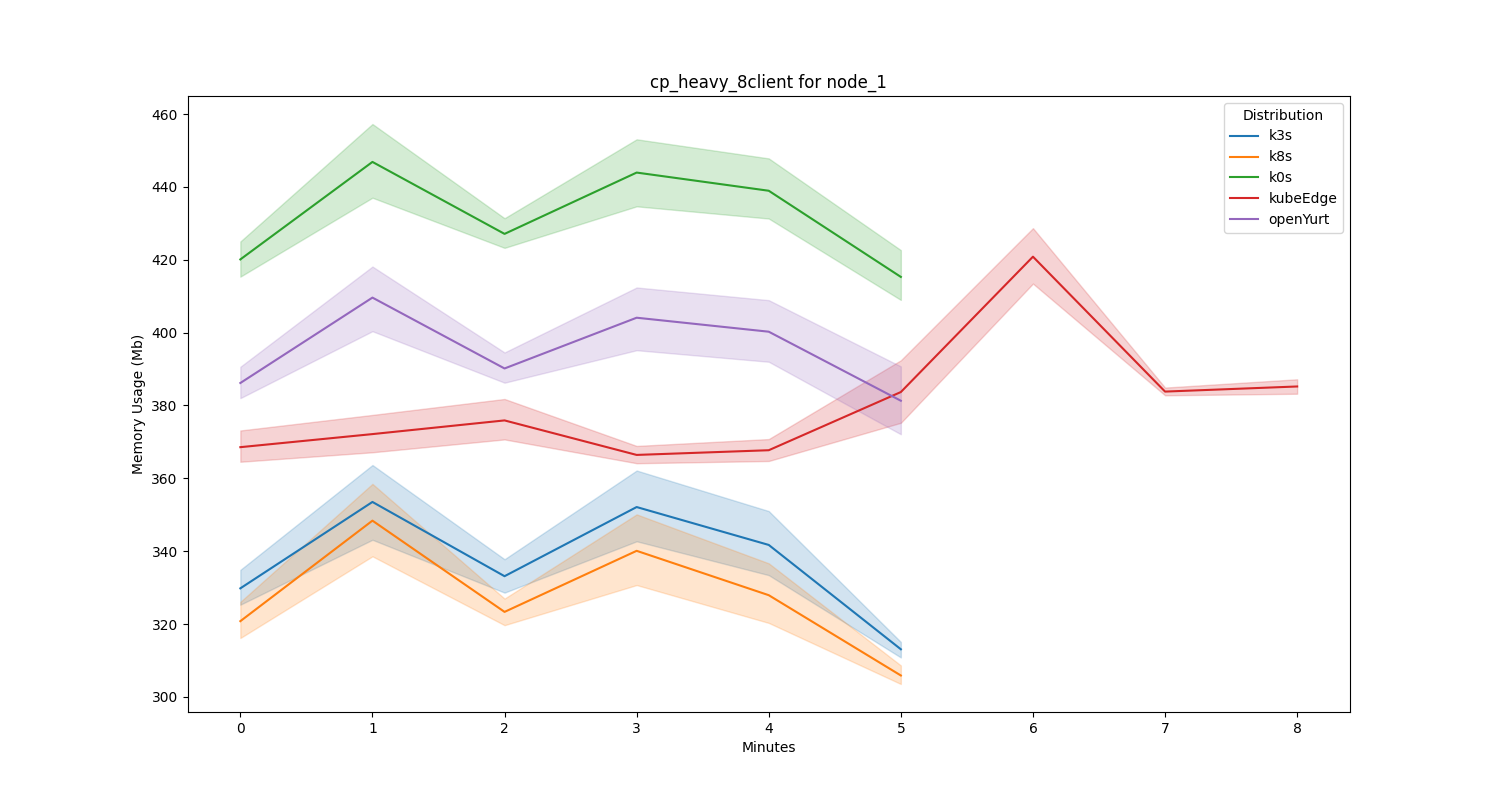 cp_heavy_8client for node_1
Distribution
k3s
k8s
k0s
kubeEdge
openYurt
Memory Usage (Mb)
460
440
420
400
380
360
340
320
300
0 1 2 3 4 5 6 7 8
Minutes